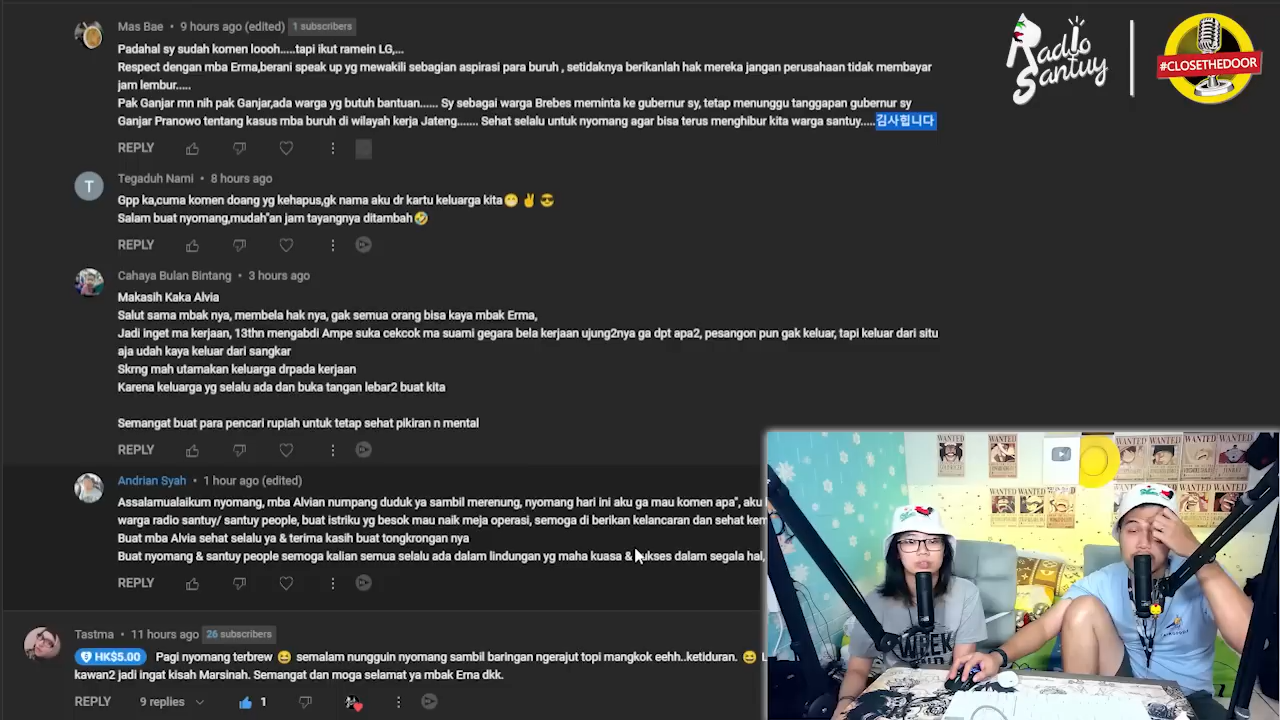 Mas Bae • 9 hours ago (edited) 1 subscribers
Padahal sy sudah komen loooh.....tapi ikut ramein LG,...
Respect dengan mba Erma,berani speak up yg mewakili sebagian aspirasi para buruh , setidaknya berikanlah hak mereka jangan perusahaan tidak membayar
jam lembur.....
Pak Ganjar mn nih pak Ganjar,ada warga yg butuh bantuan...... Sy sebagai warga Brebes meminta ke gubernur sy, tetap menunggu tanggapan gubernur sy
Ganjar Pranowo tentang kasus mba buruh di wilayah kerja Jateng....... Sehat selalu untuk nyomang agar bisa terus menghibur kita warga santuy.....김사힙니다
REPLY
Tegaduh Nami • 8 hours ago
Gpp ka,cuma komen doang yg kehapus,gk nama aku dr kartu keluarga kita😁✌😎
Salam buat nyomang,mudah"an jam tayangnya ditambah🤣
REPLY
Cahaya Bulan Bintang • 3 hours ago
Makasih Kaka Alvia
Salut sama mbak nya, membela hak nya, gak semua orang bisa kaya mbak Erma,
Jadi inget ma kerjaan, 13thn mengabdi Ampe suka cekcok ma suami gegara bela kerjaan ujung2nya ga dpt apa2, pesangon pun gak keluar, tapi keluar dari situ
aja udah kaya keluar dari sangkar
Skrng mah utamakan keluarga drpada kerjaan
Karena keluarga yg selalu ada dan buka tangan lebar2 buat kita
Semangat buat para pencari rupiah untuk tetap sehat pikiran n mental
REPLY
Andrian Syah • 1 hour ago (edited)
Assalamualaikum nyomang, mba Alvia numpang duduk ya sambil merenung, nyomang hari ini aku ga mau komen apa", aku
warga radio santuy/ santuy people, buat istriku yg besok mau naik meja operasi, semoga di berikan kelancaran dan sehat kem
Buat mba Alvia sehat selalu ya & terima kasih buat tongkrongan nya
Buat nyomang & santuy people semoga kalian semua selalu ada dalam lindungan yg maha kuasa & sukses dalam segala hal,
REPLY
Tastma • 11 hours ago 26 subscribers
HK$5.00 Pagi nyomang terbrew 😆 semalam nungguin nyomang sambil baringan ngerajut topi mangkok eehh..ketiduran. 😆
kawan2 jadi ingat kisah Marsinah. Semangat dan moga selamat ya mbak Erna dkk.
REPLY 9 replies 1
Radio
Santuy
#CLOSETHEDOOR
WANTED
WANTED
WANTED